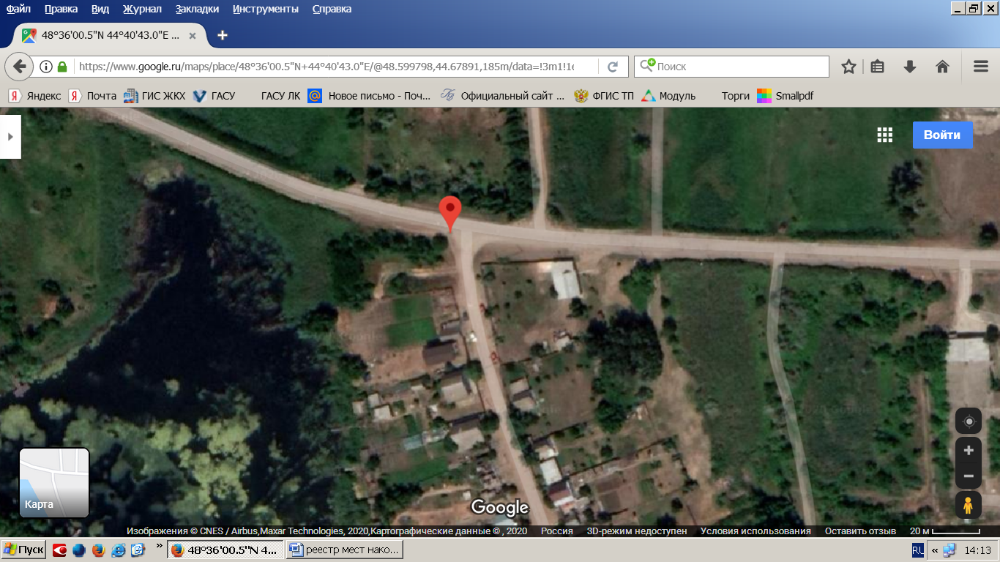 Файл Правка Вид Журнал Закладки Инструменты Справка
48°36'00.5"N 44°40'43.0"E ...
https://www.google.ru/maps/place/48°36'00.5"N+44°40'43.0"E/@48.599798,44.67891,185m/data=!3m1!1e
Поиск
Яндекс Почта ГИС ЖКХ ГАСУ ГАСУ ЛК Новое письмо - Поч... Официальный сайт ... ФГИС ТП Модуль Торги Smallpdf
Войти
Карта
Google
Изображения © CNES / Airbus,Maxar Technologies, 2020,Картографические данные © , 2020 Россия 3D-режим недоступен Условия использования Оставить отзыв 20 м
Пуск » 48°36'00.5"N 4... реестр мест нако... RU « 14:13